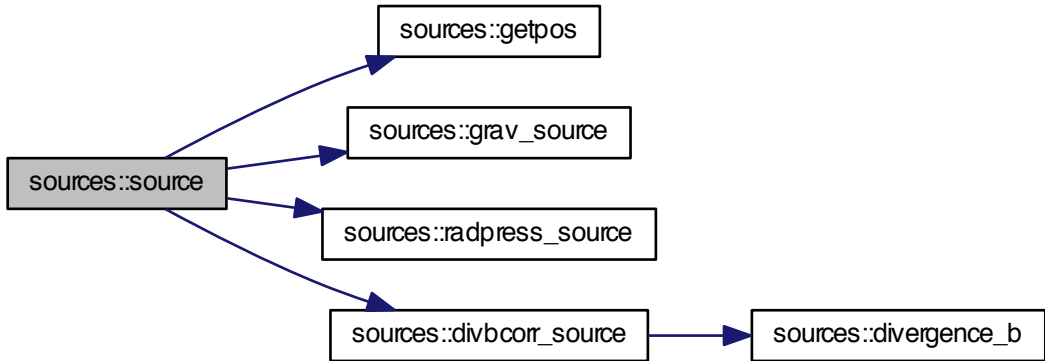 sources::getpos
sources::grav_source
sources::source
sources::radpress_source
sources::divbcorr_source
sources::divergence_b